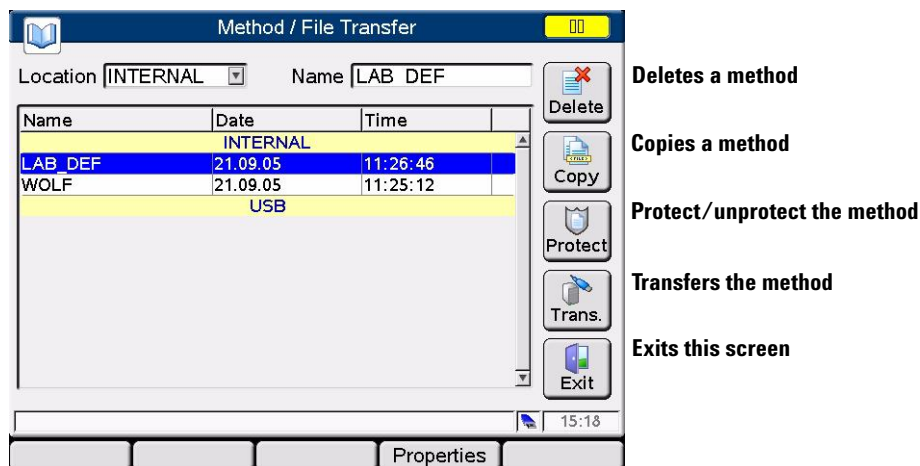 Method / File Transfer
Location INTERNAL Name LAB_DEF
Delete
Deletes a method
Name Date Time
INTERNAL
LAB_DEF 21.09.05 11:26:46
WOLF 21.09.05 11:25:12
USB
Copy
Copies a method
Protect
Protect/unprotect the method
Trans.
Transfers the method
Exit
Exits this screen
15:18
Properties